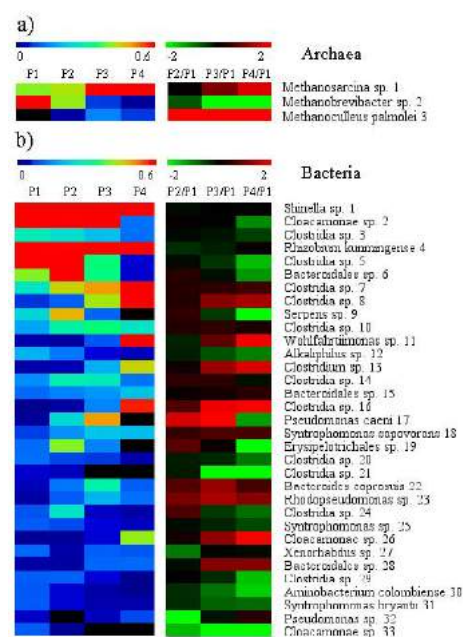 a)
0 0.6 -2 2 Archaea
P1 P2 P3 P4 P2/P1 P3/P1 P4/P1
Methanosarcina sp. 1
Methanobrevibacter sp. 2
Methanoculleus palmolei 3
b)
0 0.6 -2 2 Bacteria
P1 P2 P3 P4 P2/P1 P3/P1 P4/P1
Shinella sp. 1
Cloacamonae sp. 2
Clostridia sp. 3
Rhizobium kunmingense 4
Clostridia sp. 5
Bacteroidales sp. 6
Clostridia sp. 7
Clostridia sp. 8
Serpens sp. 9
Clostridia sp. 10
Wohlfahrtiimonas sp. 11
Alkaliphilus sp. 12
Clostridium sp. 13
Clostridia sp. 14
Bacteroidales sp. 15
Clostridia sp. 16
Pseudomonas caeni 17
Syntrophomonas sapovorans 18
Erysipelotrichales sp. 19
Clostridia sp. 20
Clostridia sp. 21
Bacteroides coprosuis 22
Rhodopseudomonas sp. 23
Clostridia sp. 24
Syntrophomonas sp. 25
Cloacamonae sp. 26
Xenorhabdus sp. 27
Bacteroidales sp. 28
Clostridia sp. 29
Aminobacterium colombiense 30
Syntrophomonas bryantii 31
Pseudomonas sp. 32
Cloacamonae sp. 33